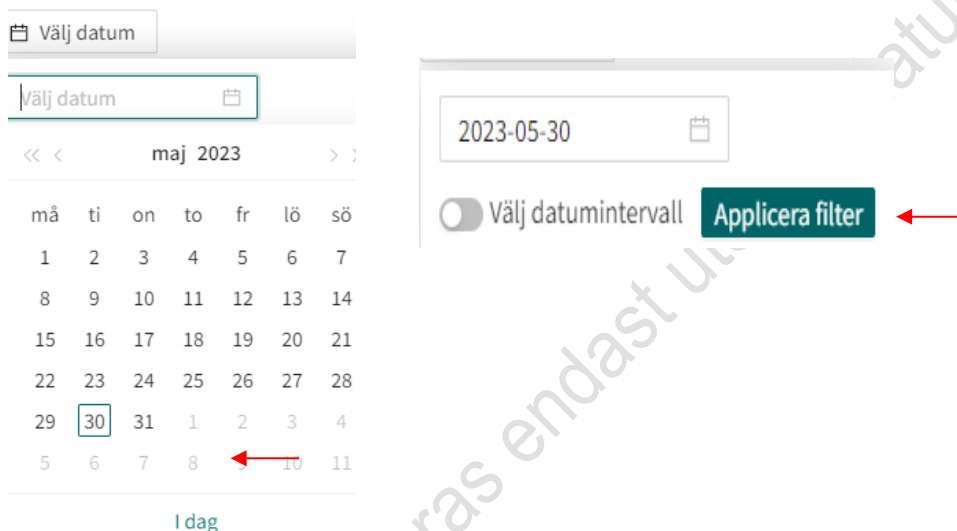 Välj datum
Välj datum
<< < maj 2023 > >
må ti on to fr lö sö
1 2 3 4 5 6 7
8 9 10 11 12 13 14
15 16 17 18 19 20 21
22 23 24 25 26 27 28
29 30 31 1 2 3 4
5 6 7 8 9 10 11
I dag
2023-05-30
Välj datumintervall Applicera filter
endast